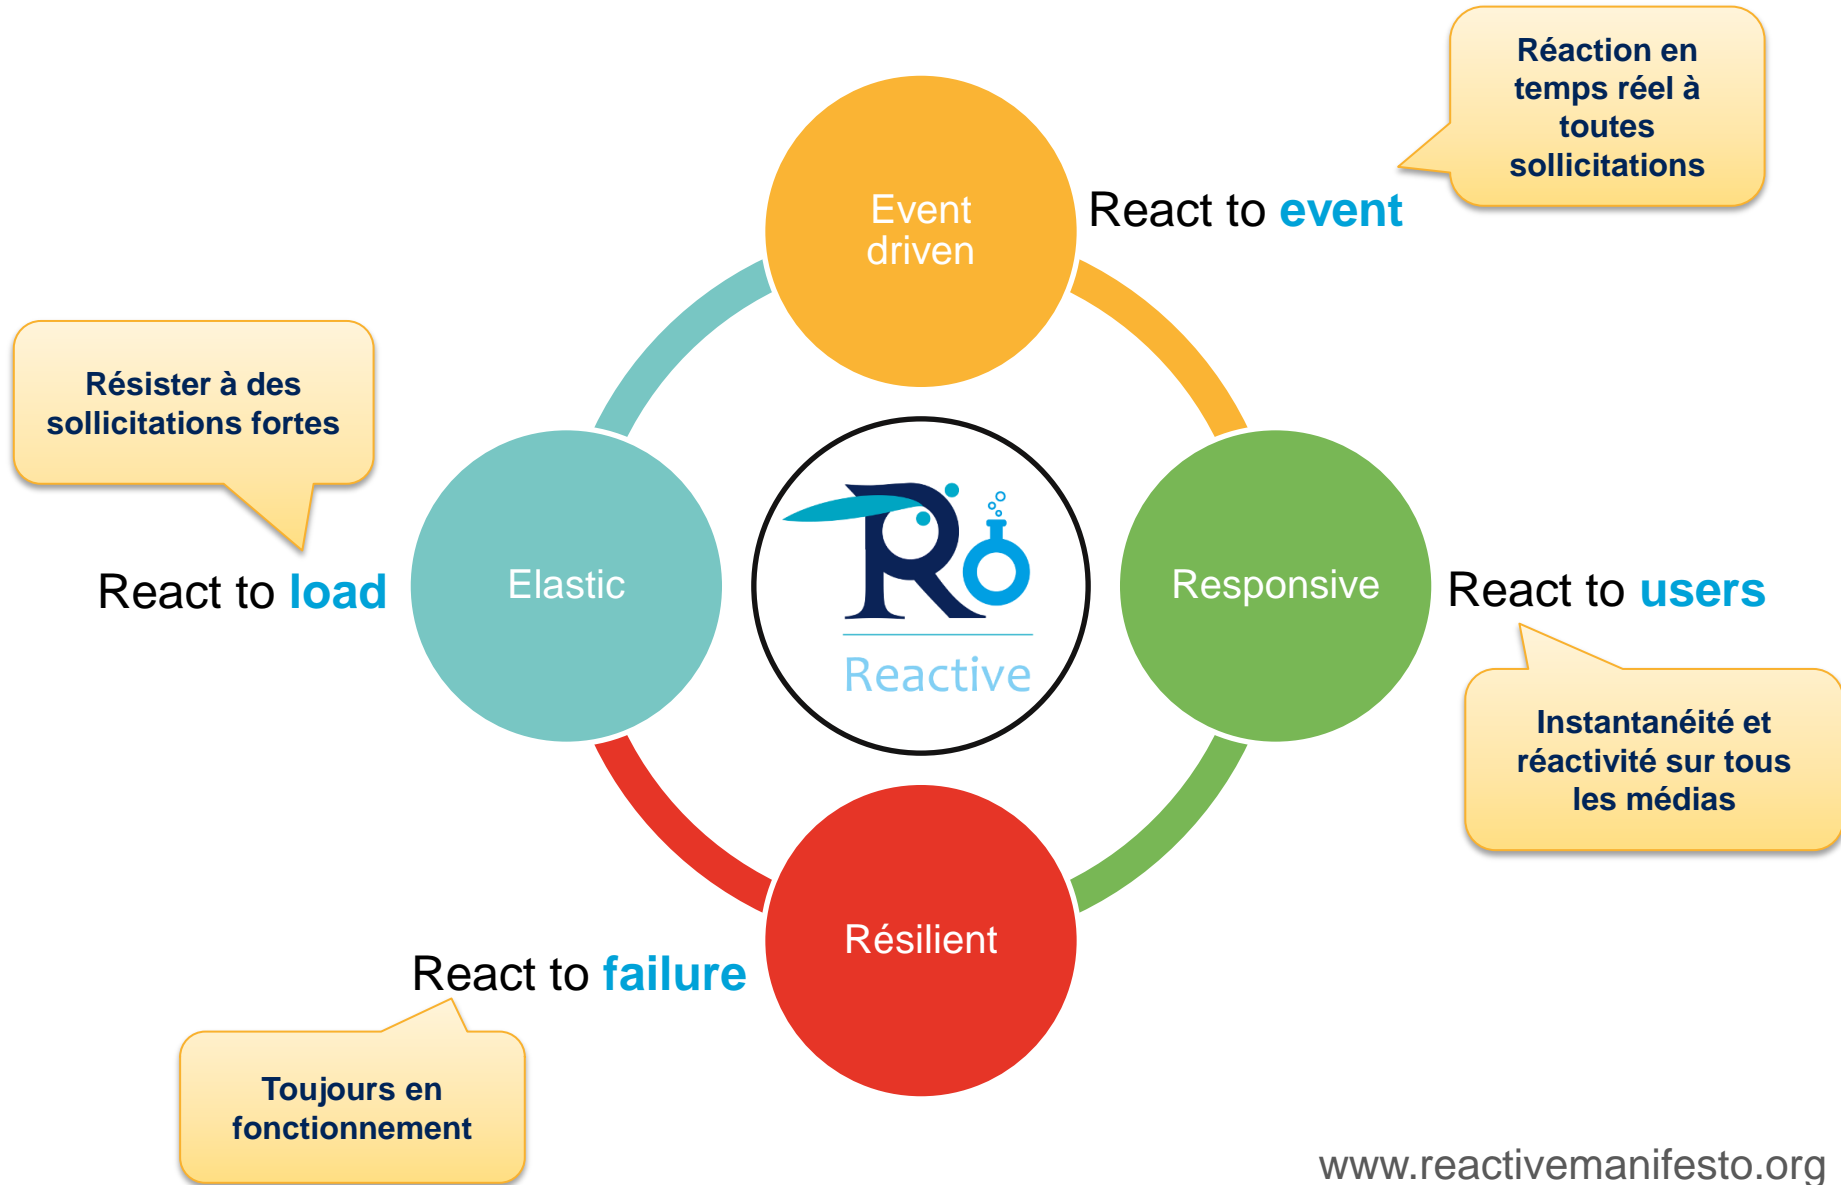 Réaction en
temps réel à
toutes
sollicitations
Event
driven
React to event
Résister à des
sollicitations fortes
React to load
Elastic
Ro
Reactive
Responsive
React to users
Instantanéité et
réactivité sur tous
les médias
Résilient
React to failure
Toujours en
fonctionnement
www.reactivemanifesto.org